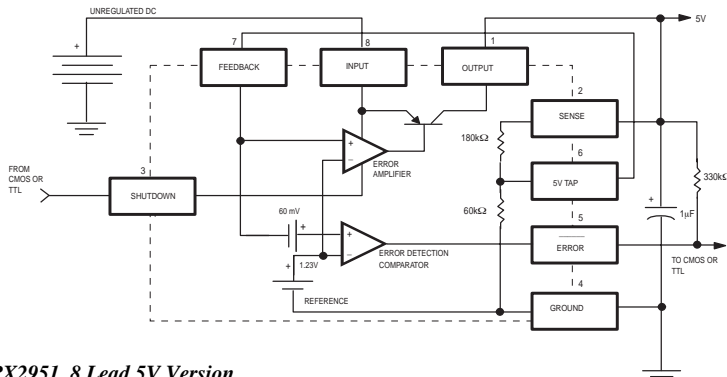 UNREGULATED DC
7
8
1
5V
FEEDBACK
INPUT
OUTPUT
2
SENSE
180kΩ
330kΩ
6
5V TAP
FROM
CMOS OR
TTL
3
SHUTDOWN
ERROR
AMPLIFIER
60kΩ
1µF
60 mV
5
ERROR
ERROR DETECTION
COMPARATOR
TO CMOS OR
TTL
1.23V
REFERENCE
4
GROUND
PX2951 8 Lead 5V Version